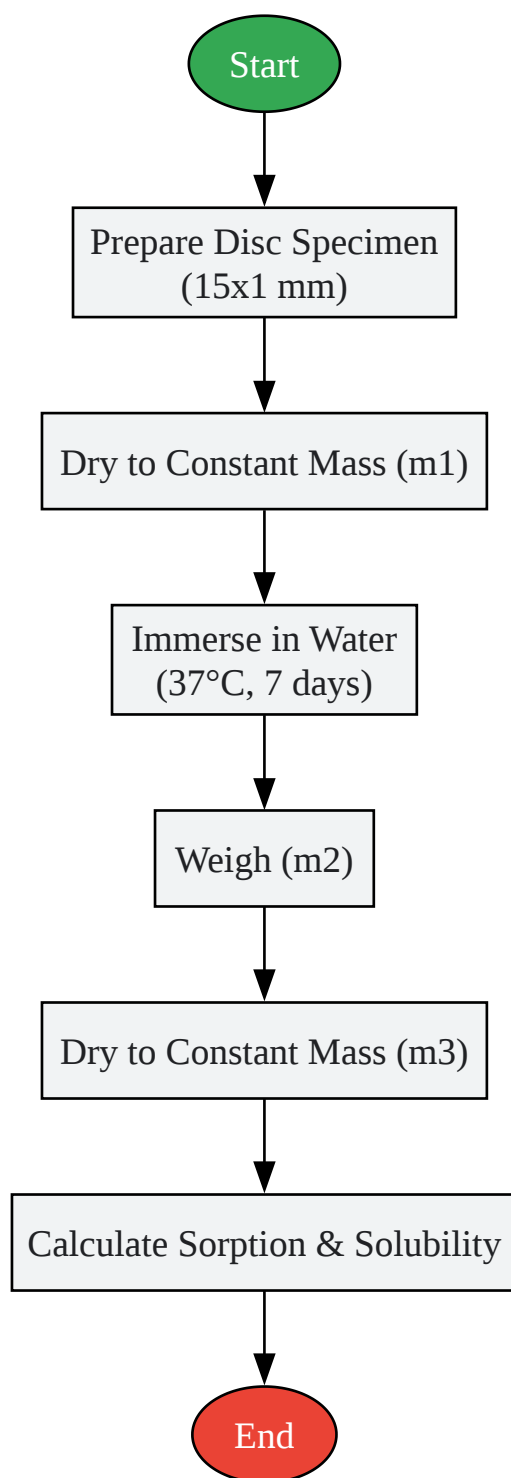 Start
Prepare Disc Specimen
(15x1 mm)
Dry to Constant Mass (m1)
Immerse in Water
(37°C, 7 days)
Weigh (m2)
Dry to Constant Mass (m3)
Calculate Sorption & Solubility
End